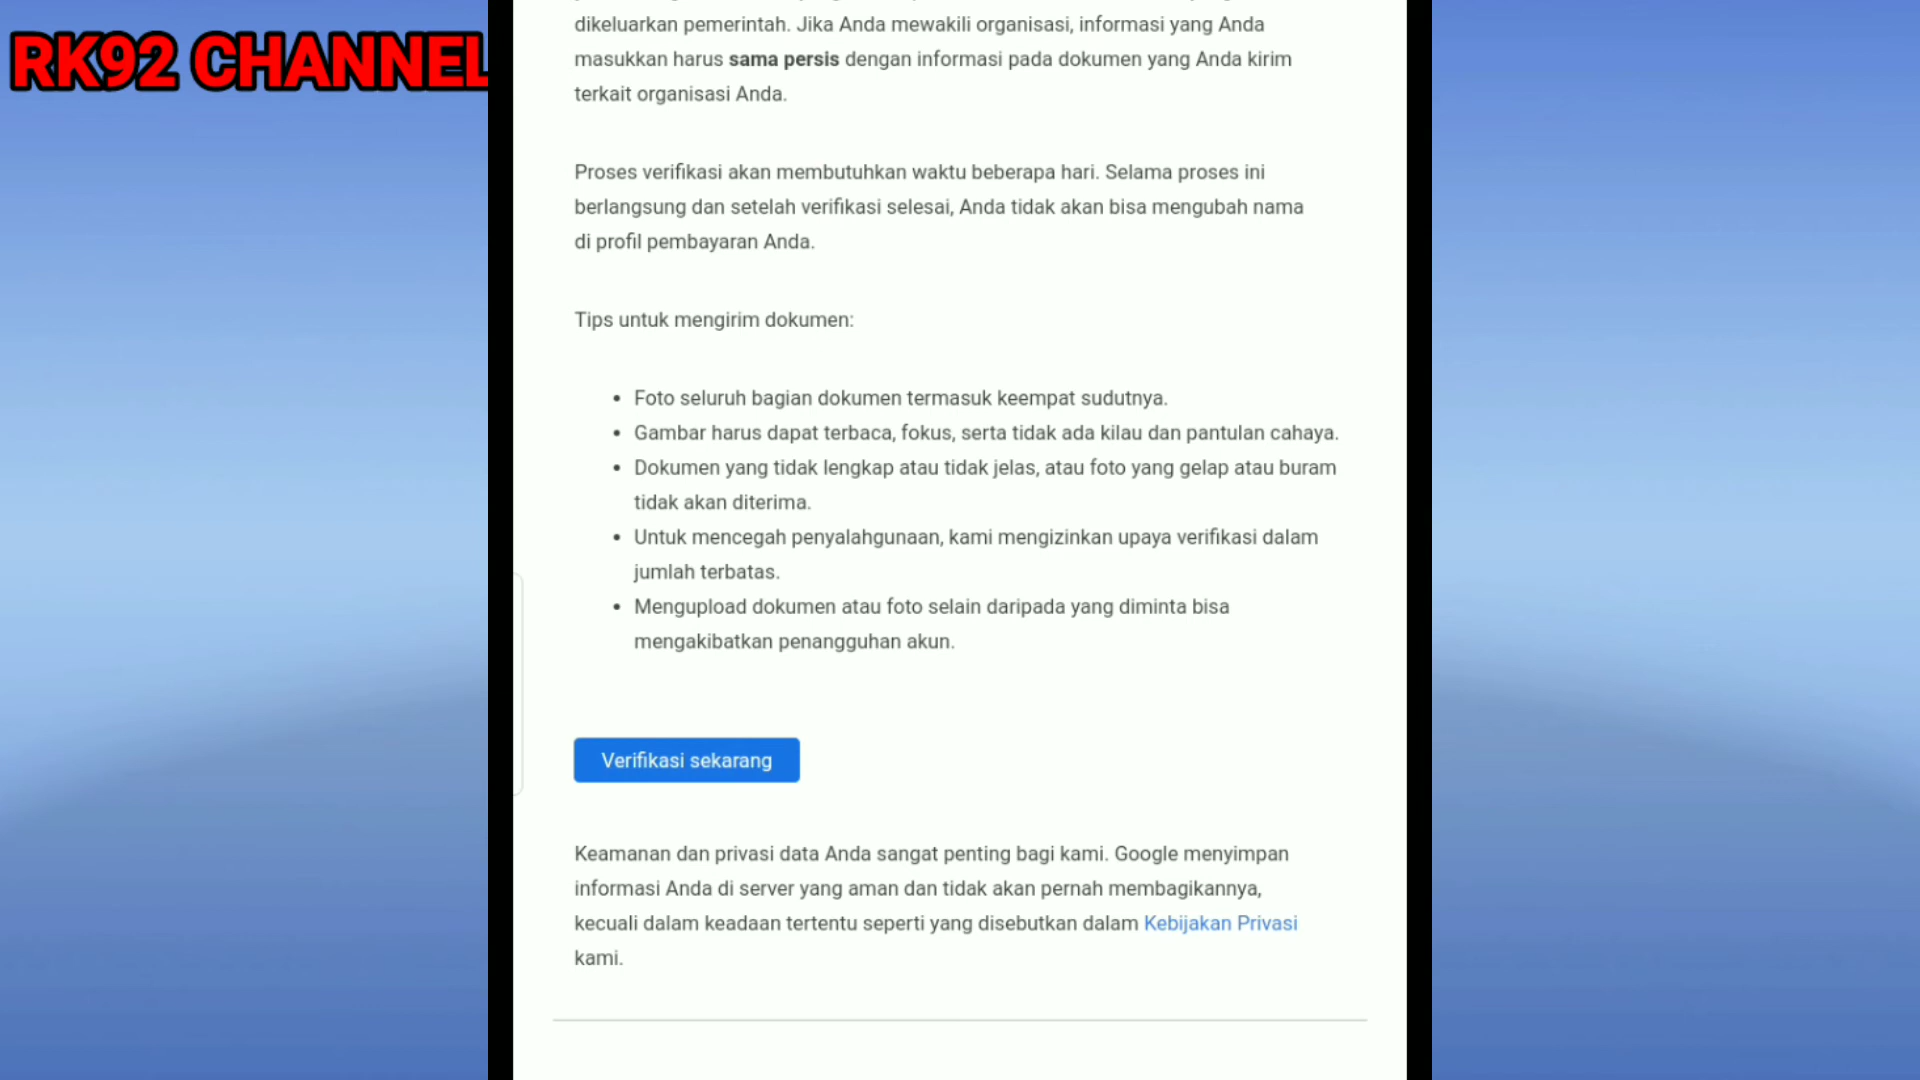 RK92 CHANNEL
dikeluarkan pemerintah. Jika Anda mewakili organisasi, informasi yang Anda
masukkan harus sama persis dengan informasi pada dokumen yang Anda kirim
terkait organisasi Anda.
Proses verifikasi akan membutuhkan waktu beberapa hari. Selama proses ini
berlangsung dan setelah verifikasi selesai, Anda tidak akan bisa mengubah nama
di profil pembayaran Anda.
Tips untuk mengirim dokumen:
• Foto seluruh bagian dokumen termasuk keempat sudutnya.
• Gambar harus dapat terbaca, fokus, serta tidak ada kilau dan pantulan cahaya.
• Dokumen yang tidak lengkap atau tidak jelas, atau foto yang gelap atau buram
tidak akan diterima.
• Untuk mencegah penyalahgunaan, kami mengizinkan upaya verifikasi dalam
jumlah terbatas.
• Mengupload dokumen atau foto selain daripada yang diminta bisa
mengakibatkan penangguhan akun.
Verifikasi sekarang
Keamanan dan privasi data Anda sangat penting bagi kami. Google menyimpan
informasi Anda di server yang aman dan tidak akan pernah membagikannya,
kecuali dalam keadaan tertentu seperti yang disebutkan dalam Kebijakan Privasi
kami.